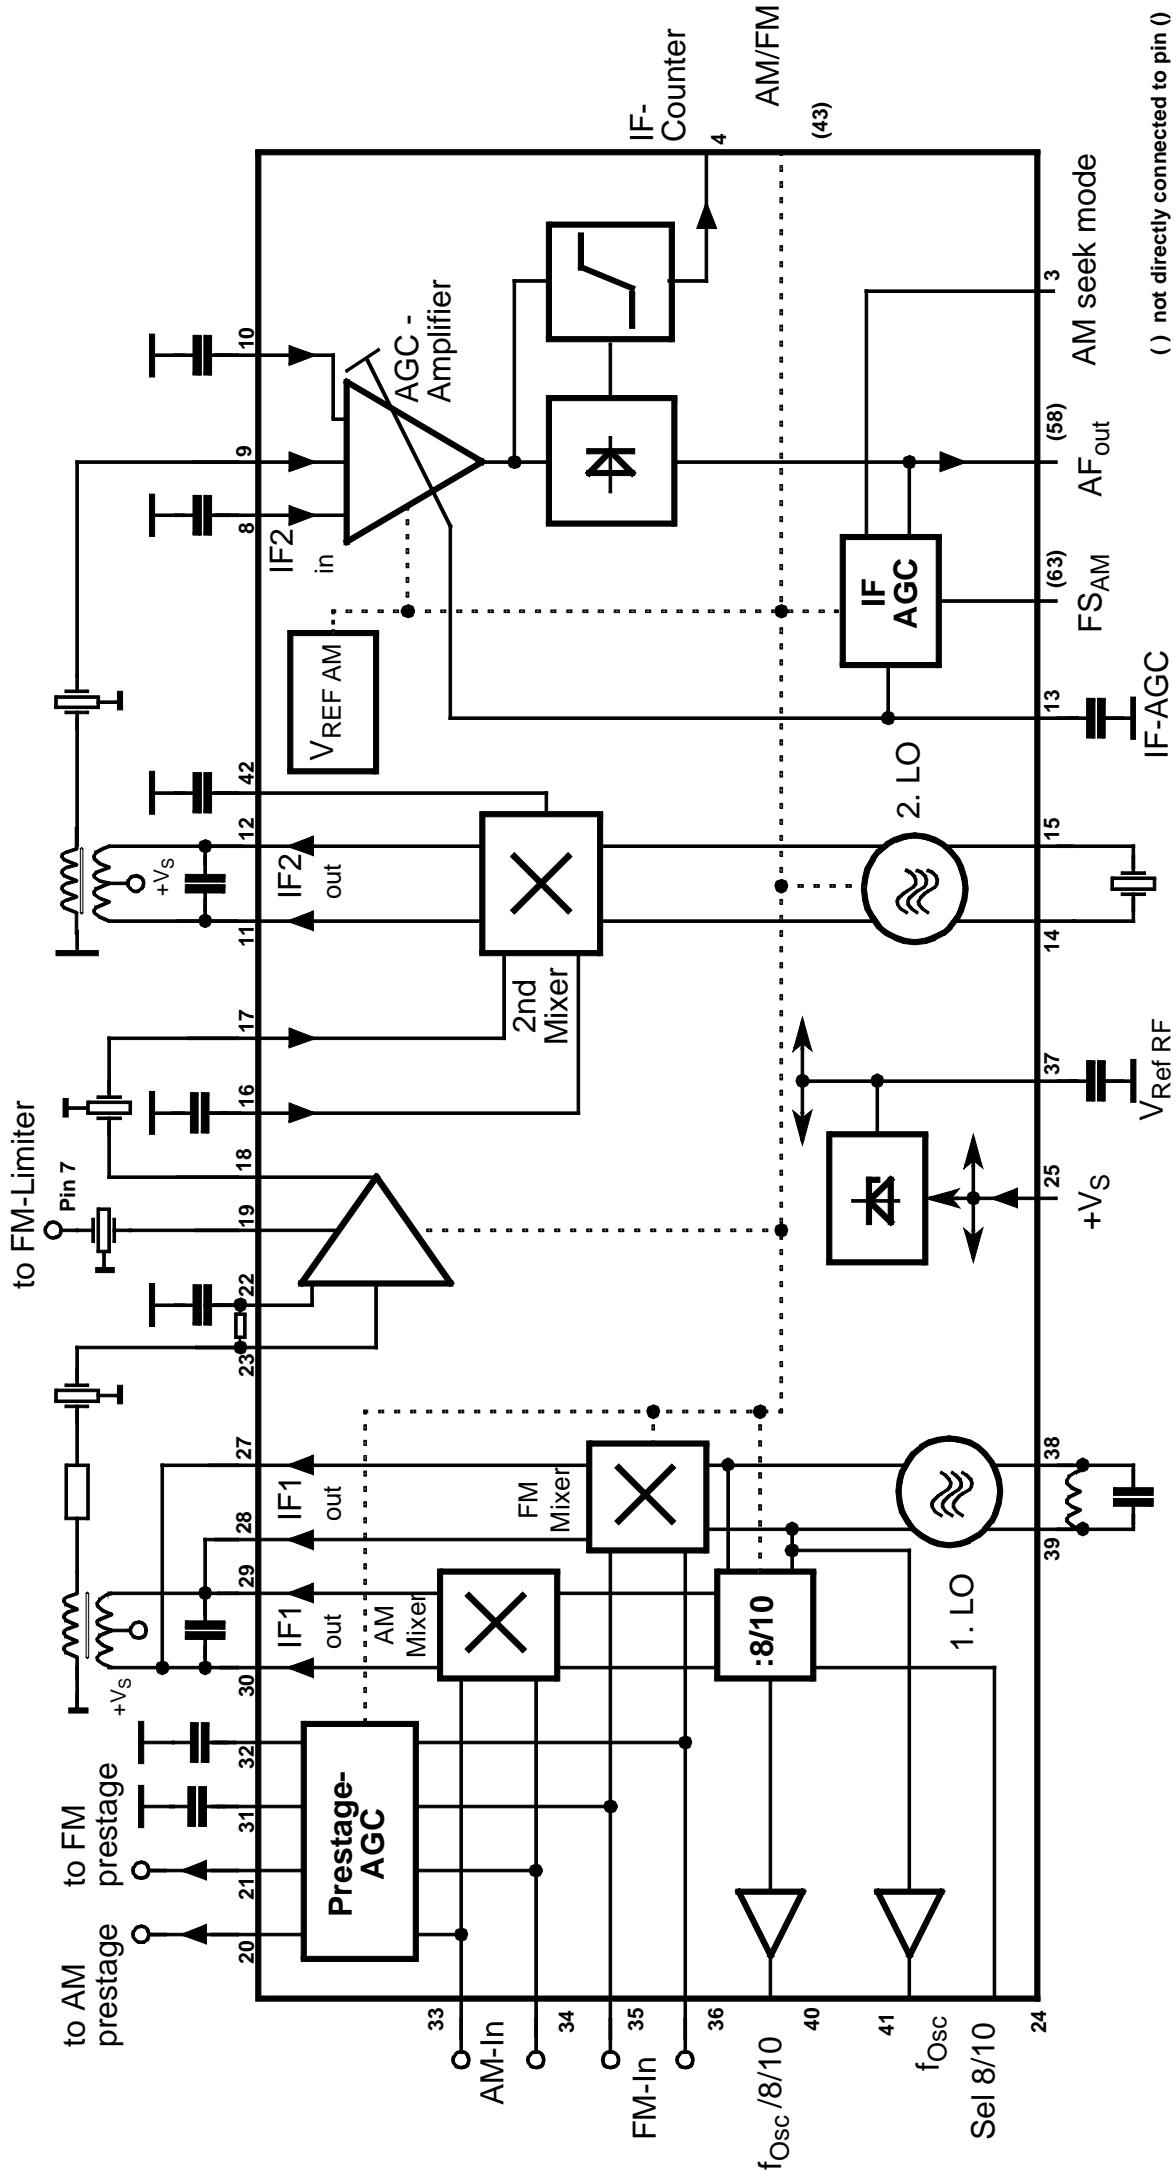 to AM
prestage
to FM
prestage
+VS
to FM-Limiter
Pin 7
+VS
20
21
31
32
30
29
28
27
23
22
19
18
16
17
11
12
42
8
9
10
IF1
out
IF1
out
IF2
out
IF2
in
Prestage-
AGC
AM
Mixer
FM
Mixer
2nd
Mixer
VREF AM
AGC -
Amplifier
IF-
Counter
4
AM/FM
(43)
33
AM-In
34
35
FM-In
36
:8/10
fOsc /8/10
40
41
fOsc
Sel 8/10
24
1. LO
2. LO
IF
AGC
39
38
25
+VS
37
VRef RF
14
15
13
IF-AGC
(63)
FSAM
(58)
AFout
3
AM seek mode
( ) not directly connected to pin ()